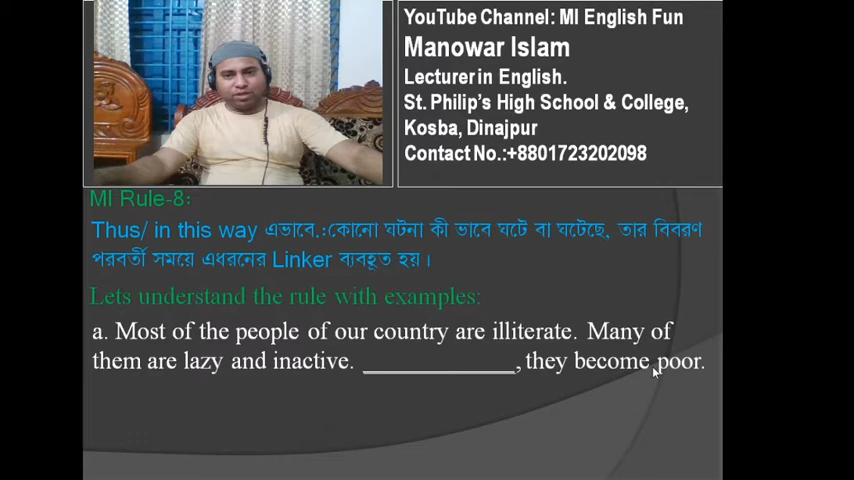 YouTube Channel: MI English Fun
Manowar Islam
Lecturer in English.
St. Philip's High School & College,
Kosba, Dinajpur
Contact No.:+8801723202098
MI Rule-8:
Thus/ in this way এভাবে.:কোনো ঘটনা কী ভাবে ঘটে বা ঘটেছে, তার বিবরণ
পরবর্তী সময়ে এধরনের Linker ব্যবহৃত হয়।
Lets understand the rule with examples:
a. Most of the people of our country are illiterate. Many of
them are lazy and inactive. ____________, they become poor.